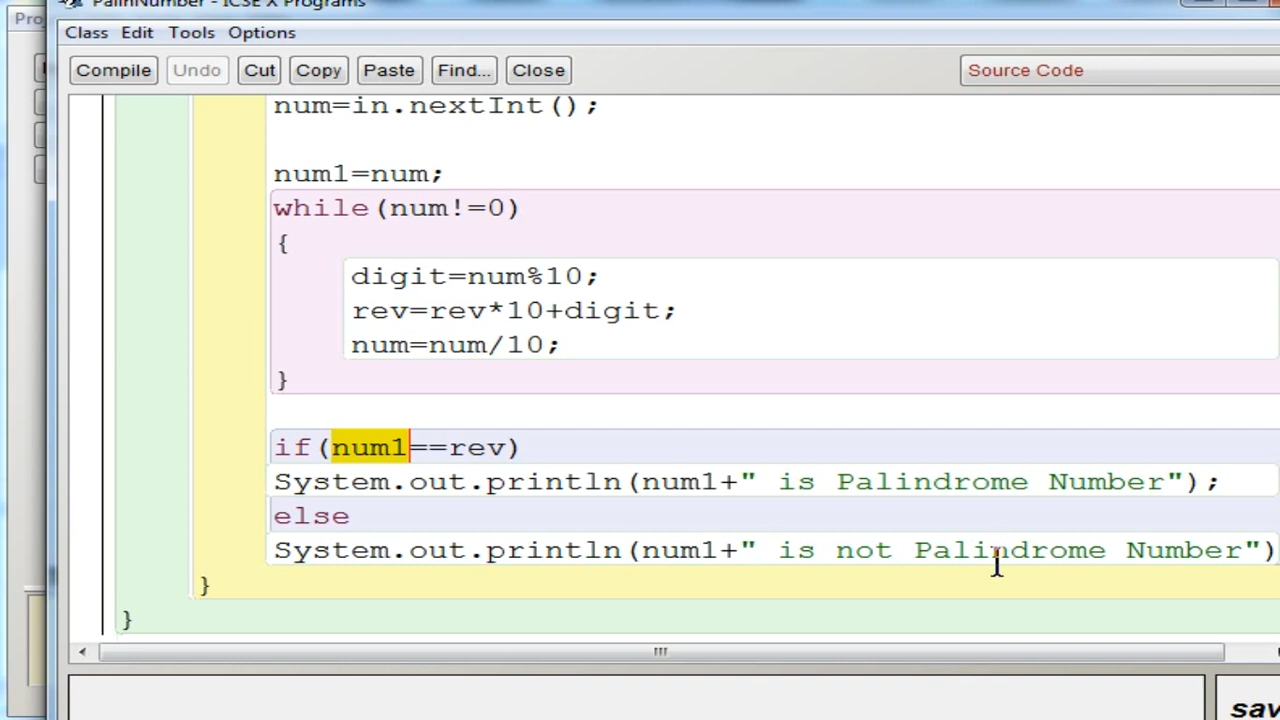 PalinNumber - ICSE X Programs
Class Edit Tools Options
Compile Undo Cut Copy Paste Find... Close Source Code
num=in.nextInt();
num1=num;
while(num!=0)
{
digit=num%10;
rev=rev*10+digit;
num=num/10;
}
if(num1==rev)
System.out.println(num1+" is Palindrome Number");
else
System.out.println(num1+" is not Palindrome Number")
}
}